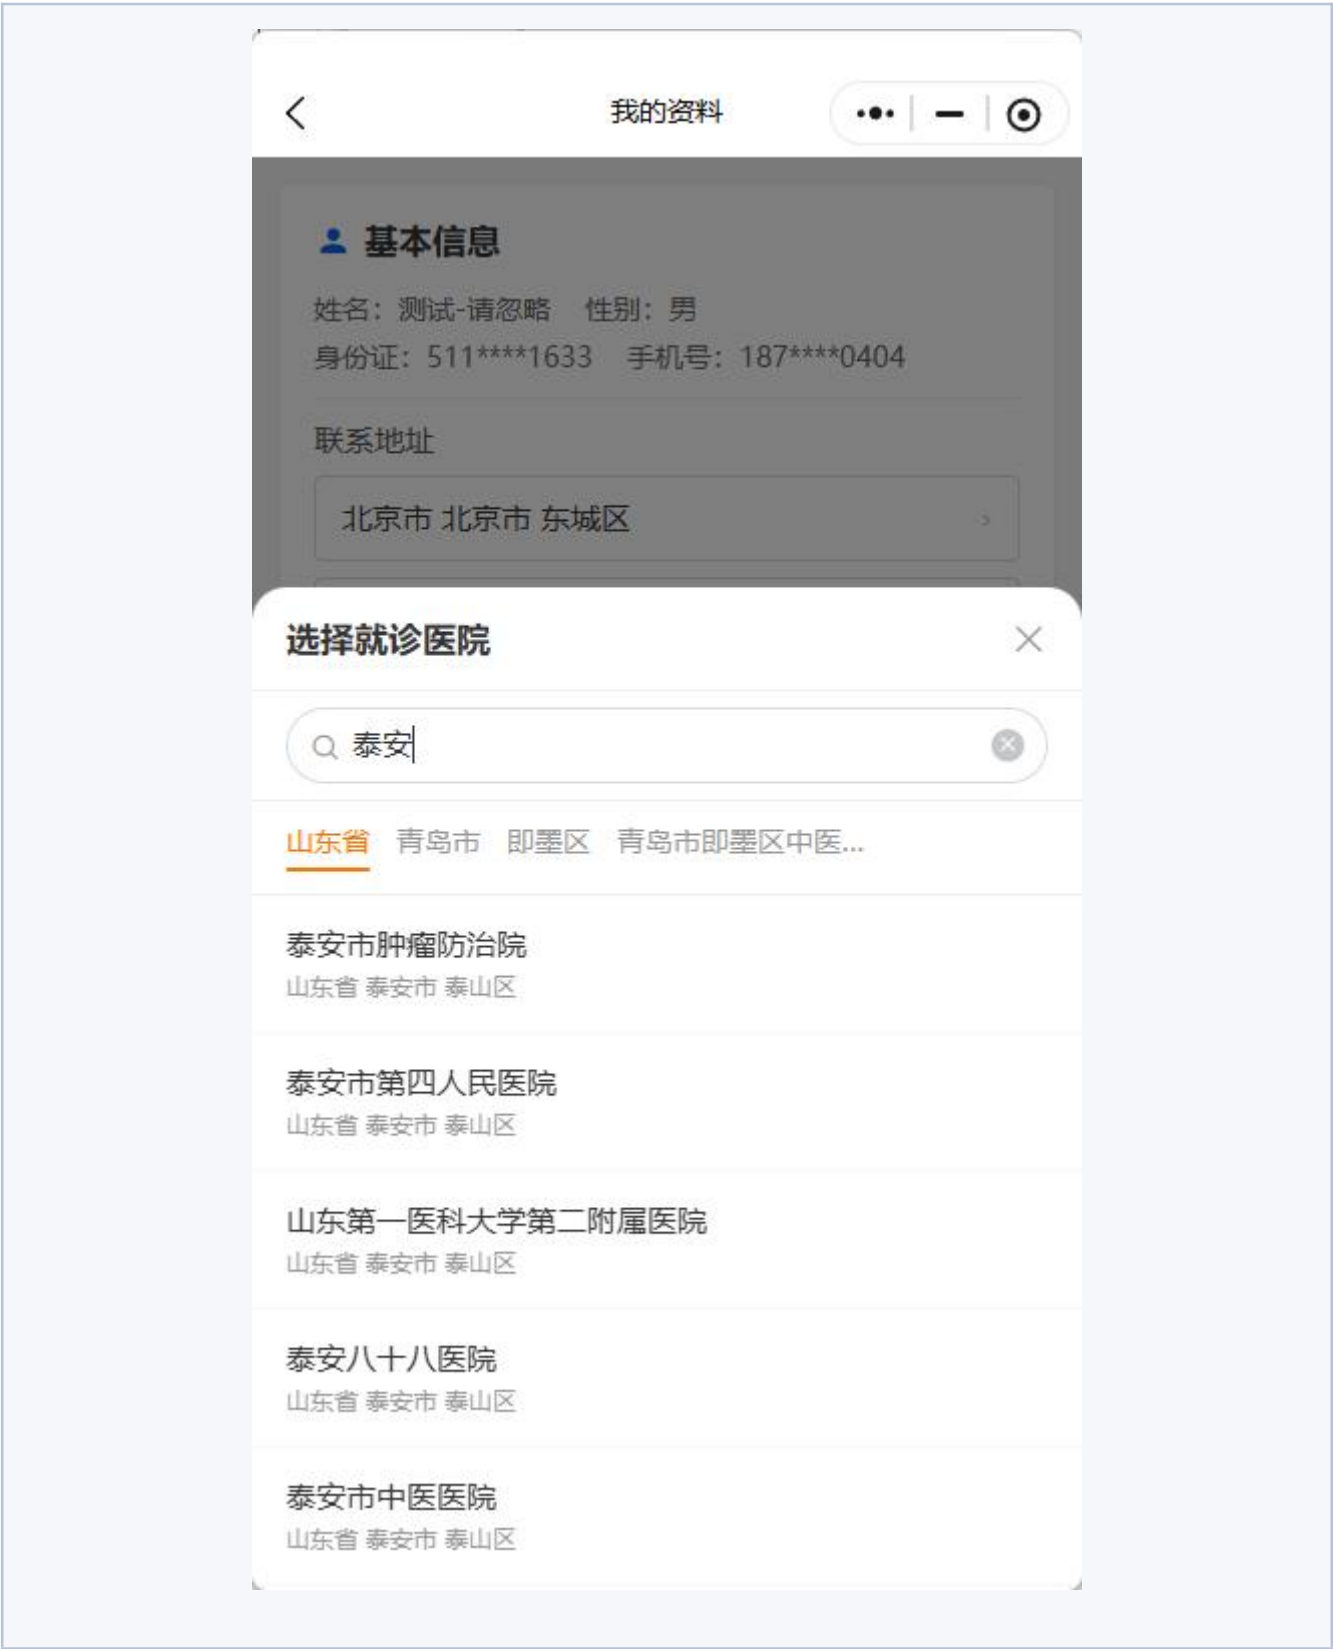 我的资料
基本信息
姓名：测试-请忽略 性别：男
身份证：511****1633 手机号：187****0404
联系地址
北京市 北京市 东城区
选择就诊医院
泰安
山东省 青岛市 即墨区 青岛市即墨区中医...
泰安市肿瘤防治院
山东省 泰安市 泰山区
泰安市第四人民医院
山东省 泰安市 泰山区
山东第一医科大学第二附属医院
山东省 泰安市 泰山区
泰安八十八医院
山东省 泰安市 泰山区
泰安市中医医院
山东省 泰安市 泰山区